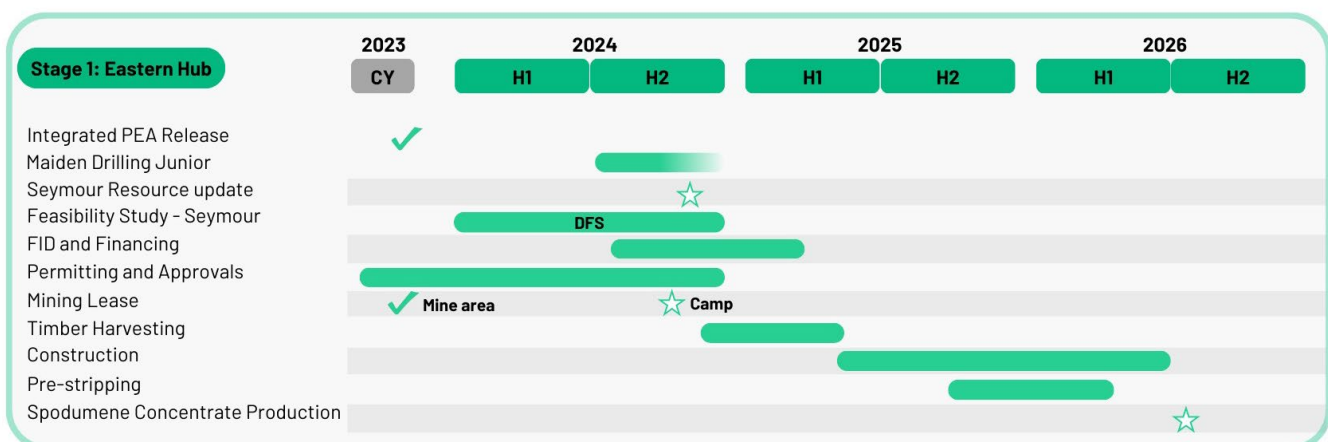 2023 2024 2025 2026
Stage 1: Eastern Hub
CY H1 H2 H1 H2 H1 H2
Integrated PEA Release
Maiden Drilling Junior
Seymour Resource update
Feasibility Study - Seymour DFS
FID and Financing
Permitting and Approvals
Mining Lease Mine area Camp
Timber Harvesting
Construction
Pre-stripping
Spodumene Concentrate Production